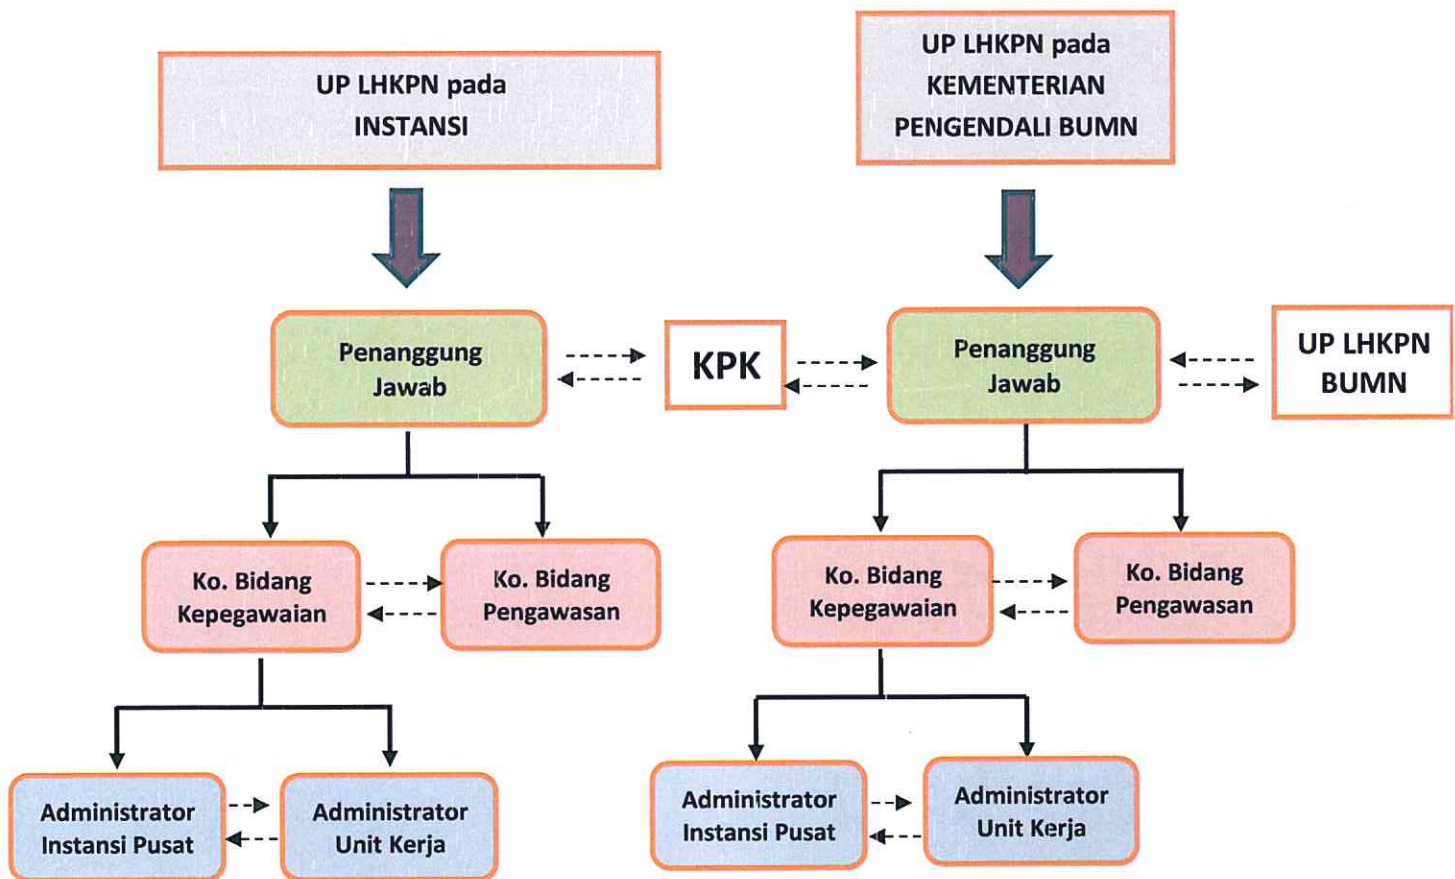 UP LHKPN pada
INSTANSI
UP LHKPN pada
KEMENTERIAN
PENGENDALI BUMN
Penanggung
Jawab
KPK
Penanggung
Jawab
UP LHKPN
BUMN
Ko. Bidang
Kepegawaian
Ko. Bidang
Pengawasan
Ko. Bidang
Kepegawaian
Ko. Bidang
Pengawasan
Administrator
Instansi Pusat
Administrator
Unit Kerja
Administrator
Instansi Pusat
Administrator
Unit Kerja